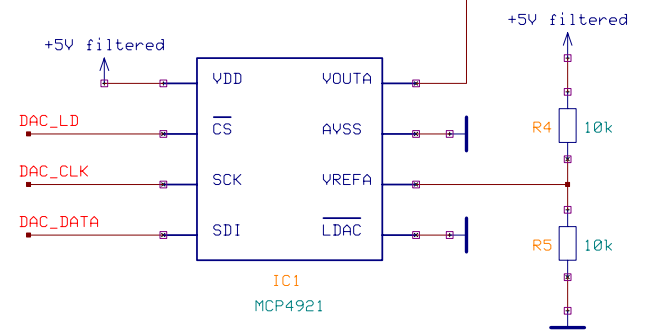 +5V filtered
+5V filtered
VDD VOUTA
DAC_LD
CS AVSS
R4 10k
DAC_CLK
SCK VREFA
DAC_DATA
SDI LDAC
R5 10k
IC1
MCP4921